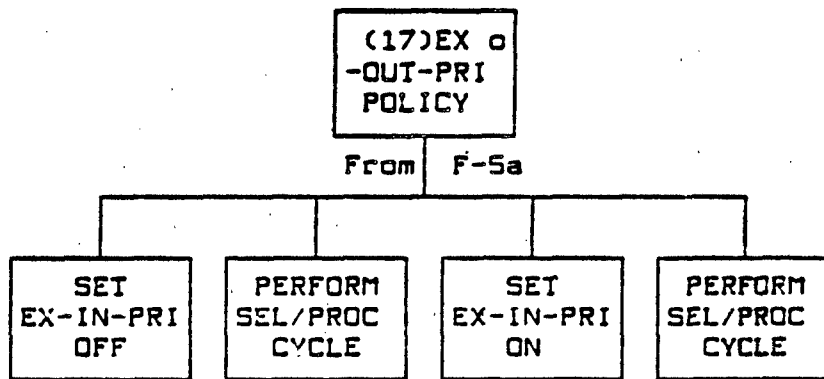 (17)EX o
-OUT-PRI
POLICY
From F-5a
SET
EX-IN-PRI
OFF
PERFORM
SEL/PROC
CYCLE
SET
EX-IN-PRI
ON
PERFORM
SEL/PROC
CYCLE